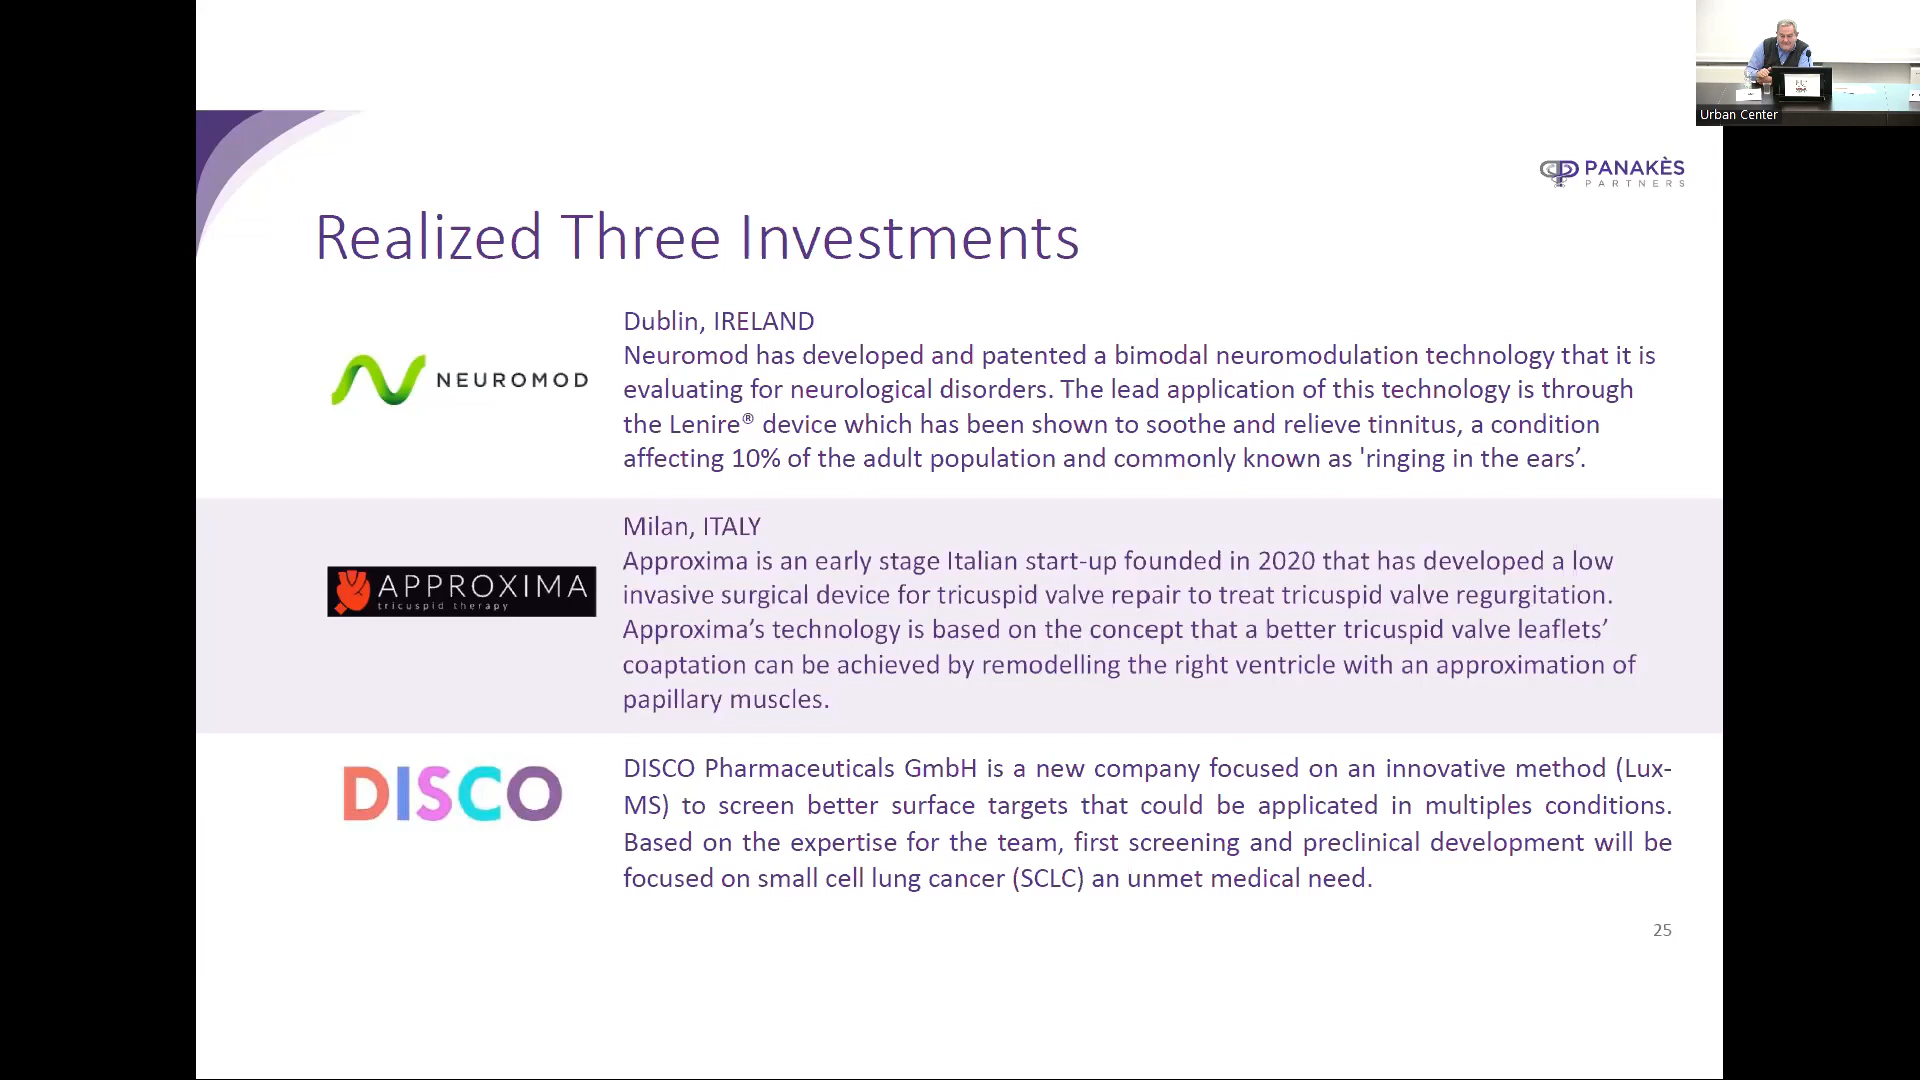 Urban Center
PANAKÈS
PARTNERS
Realized Three Investments
Dublin, IRELAND
NEUROMOD
Neuromod has developed and patented a bimodal neuromodulation technology that it is
evaluating for neurological disorders. The lead application of this technology is through
the Lenire® device which has been shown to soothe and relieve tinnitus, a condition
affecting 10% of the adult population and commonly known as 'ringing in the ears’.
Milan, ITALY
APPROXIMA
tricuspid therapy
Approxima is an early stage Italian start-up founded in 2020 that has developed a low
invasive surgical device for tricuspid valve repair to treat tricuspid valve regurgitation.
Approxima’s technology is based on the concept that a better tricuspid valve leaflets’
coaptation can be achieved by remodelling the right ventricle with an approximation of
papillary muscles.
DISCO
DISCO Pharmaceuticals GmbH is a new company focused on an innovative method (Lux-
MS) to screen better surface targets that could be applicated in multiples conditions.
Based on the expertise for the team, first screening and preclinical development will be
focused on small cell lung cancer (SCLC) an unmet medical need.
25